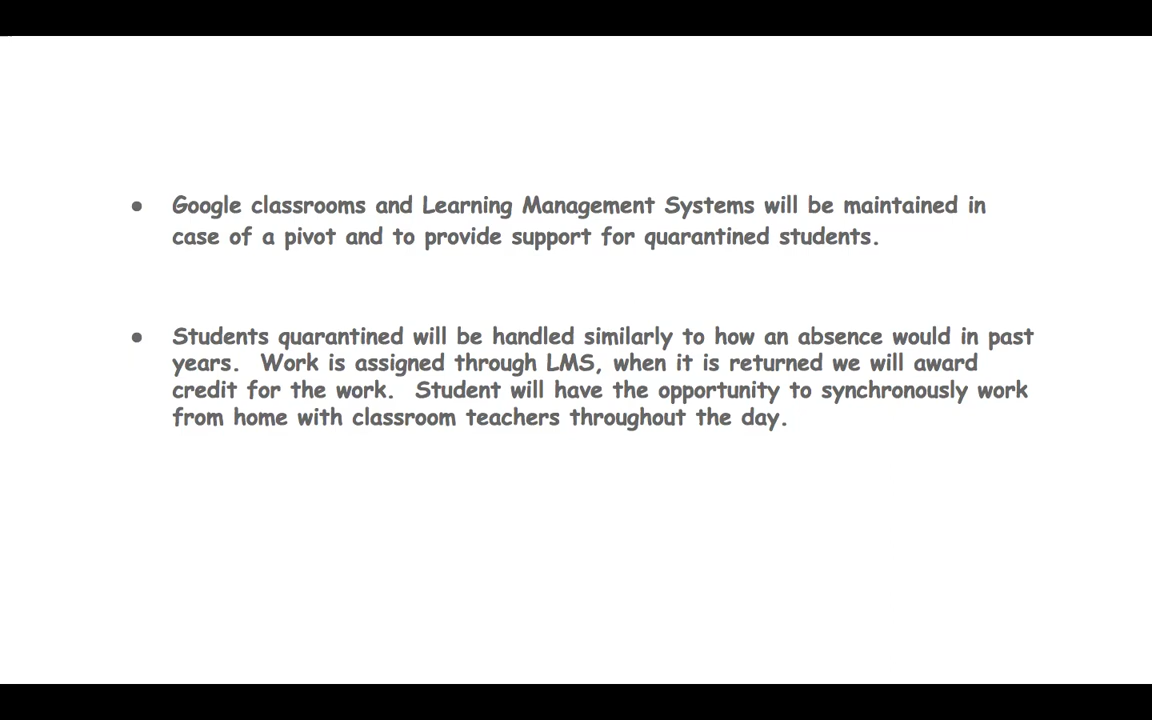 ● Google classrooms and Learning Management Systems will be maintained in
case of a pivot and to provide support for quarantined students.
● Students quarantined will be handled similarly to how an absence would in past
years.  Work is assigned through LMS, when it is returned we will award
credit for the work.  Student will have the opportunity to synchronously work
from home with classroom teachers throughout the day.